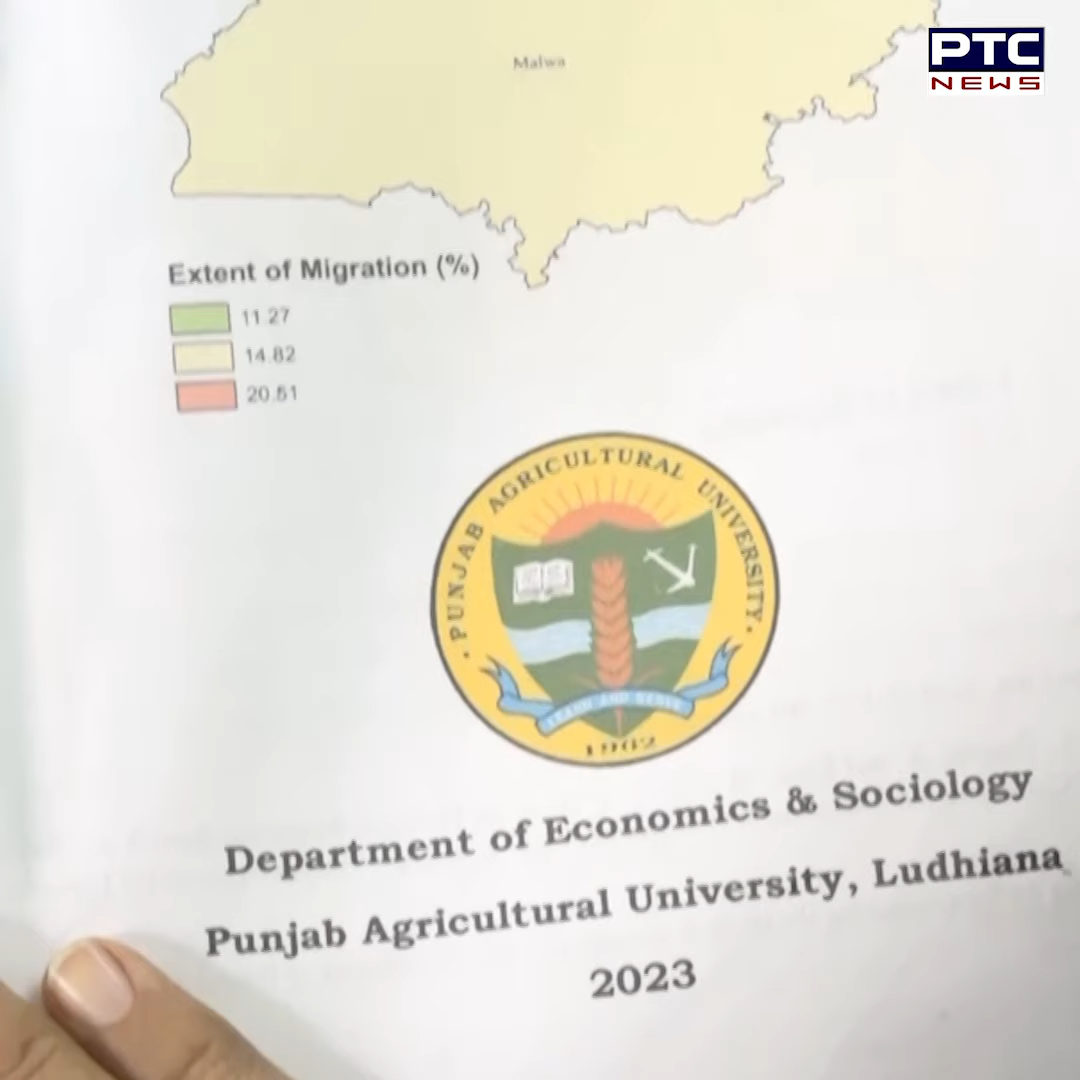 Malwa
PTC
NEWS
Extent of Migration (%)
11.27
14.82
20.51
PUNJAB AGRICULTURAL UNIVERSITY
LEARN AND SERVE
1962
Department of Economics & Sociology
Punjab Agricultural University, Ludhiana
2023